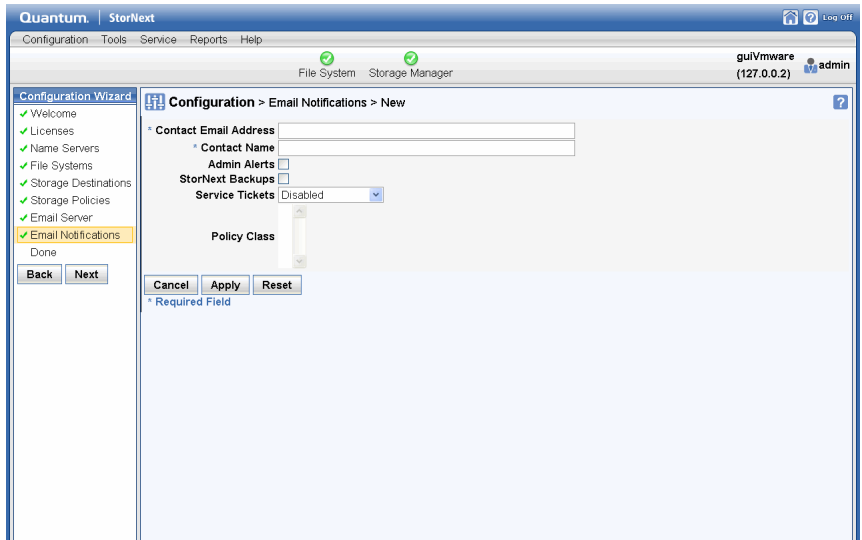 Quantum. StorNext
Log Off
Configuration Tools Service Reports Help
File System Storage Manager
guiVmware
(127.0.0.2)
admin
Configuration Wizard
Welcome
Licenses
Name Servers
File Systems
Storage Destinations
Storage Policies
Email Server
Email Notifications
Done
Back Next
Configuration > Email Notifications > New
?
* Contact Email Address
* Contact Name
Admin Alerts
StorNext Backups
Service Tickets Disabled
Policy Class
Cancel Apply Reset
* Required Field